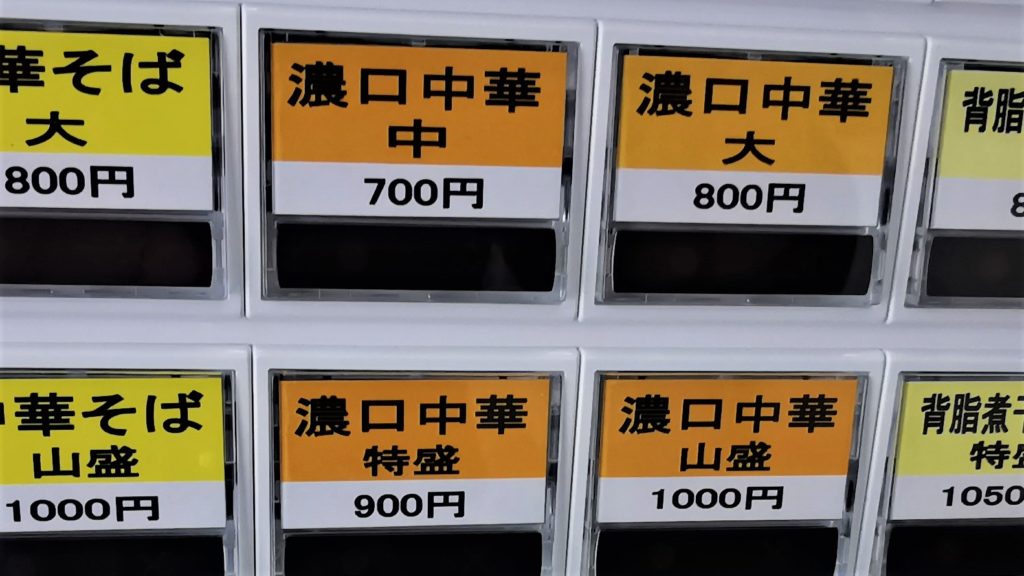 華そば
大
800円
濃口中華
中
700円
濃口中華
大
800円
背脂
8
中華そば
山盛
1000円
濃口中華
特盛
900円
濃口中華
山盛
1000円
背脂煮干
特盛
1050